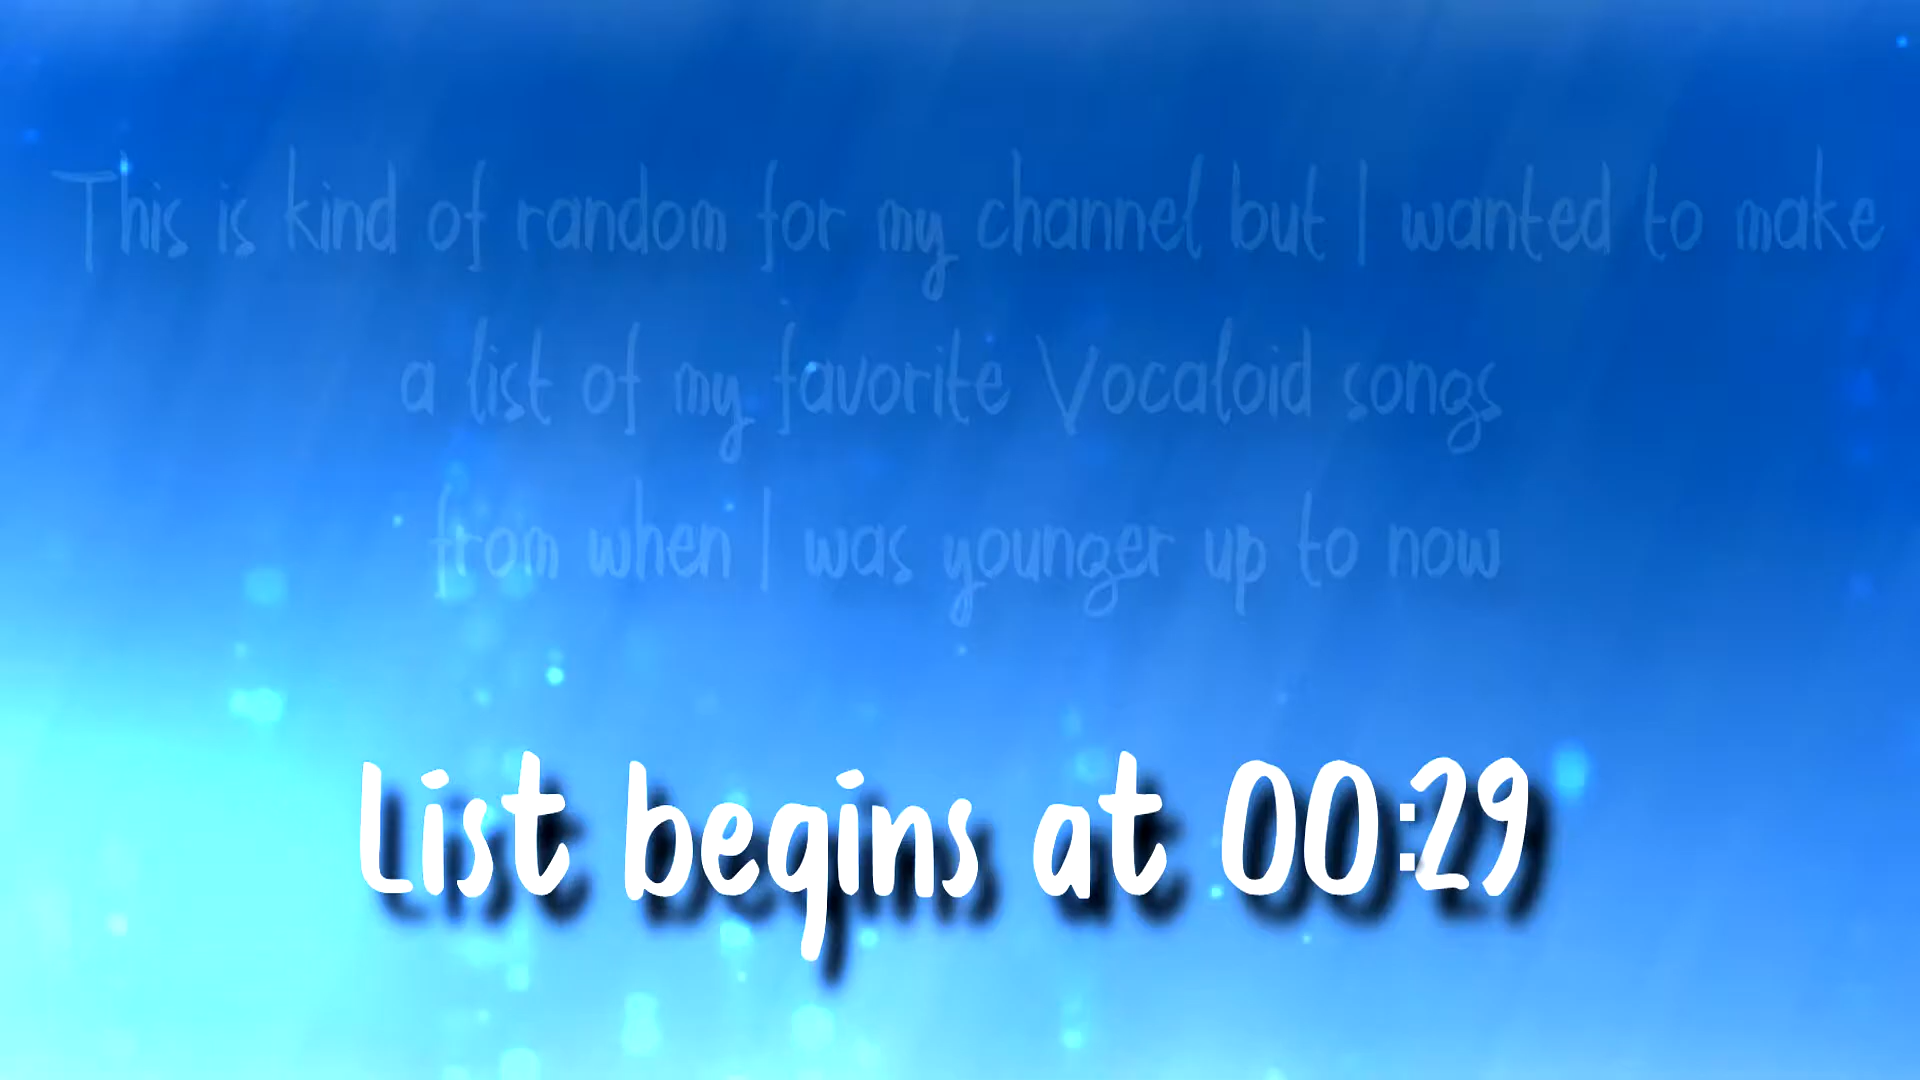 This is kind of random for my channel but I wanted to make
a list of my favorite Vocaloid songs
from when I was younger up to now
List begins at 00:29